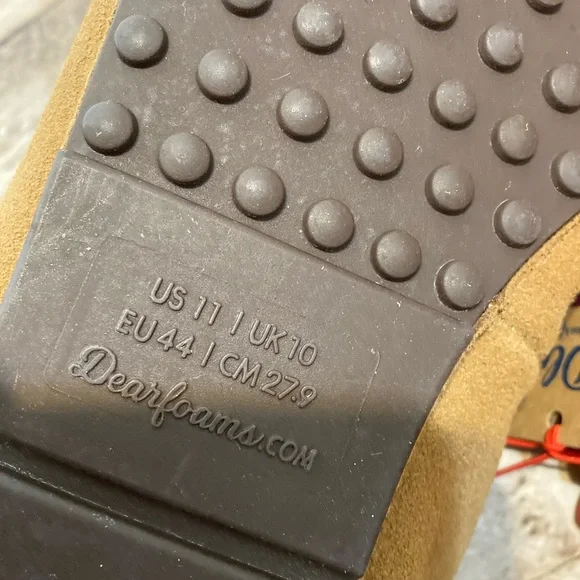 US 11 | UK 10
EU 44 | CM 27.9
Dearfoams.COM